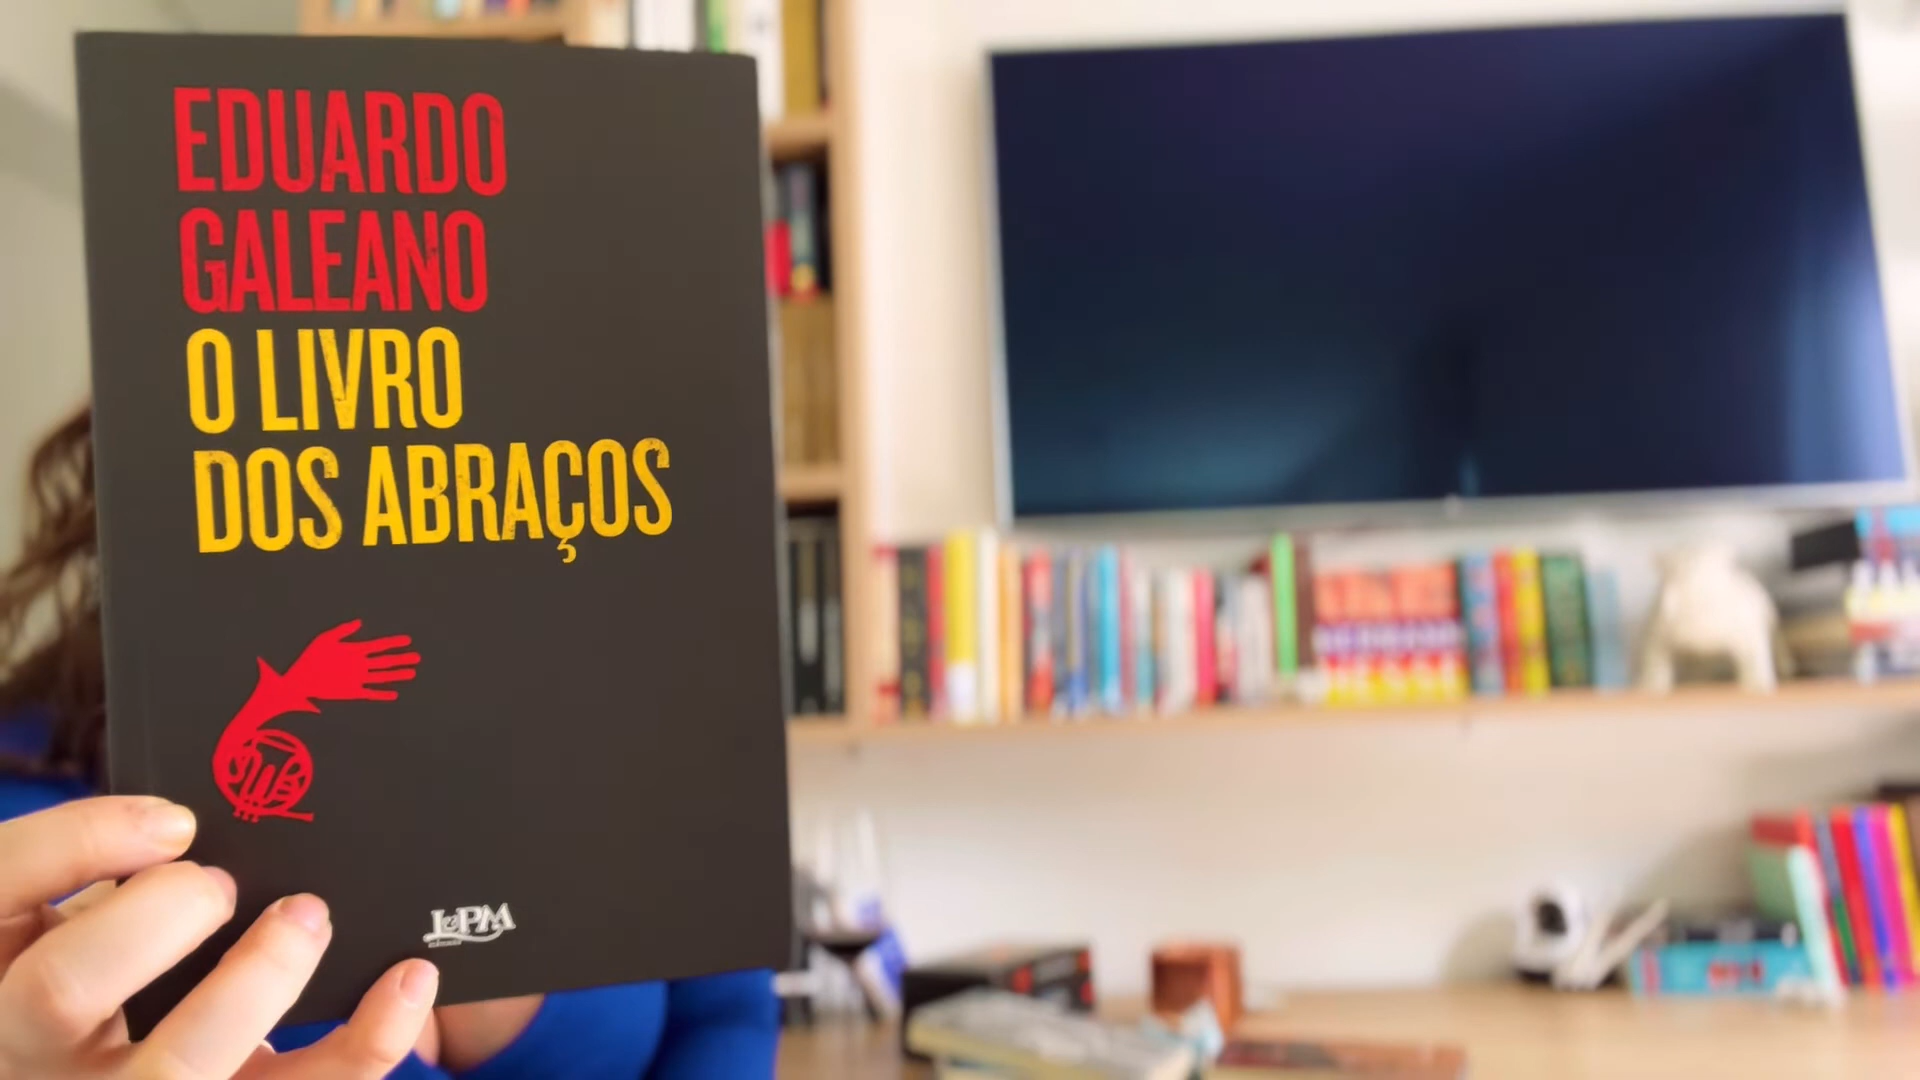 EDUARDO
GALEANO
O LIVRO
DOS ABRAÇOS
L&PM